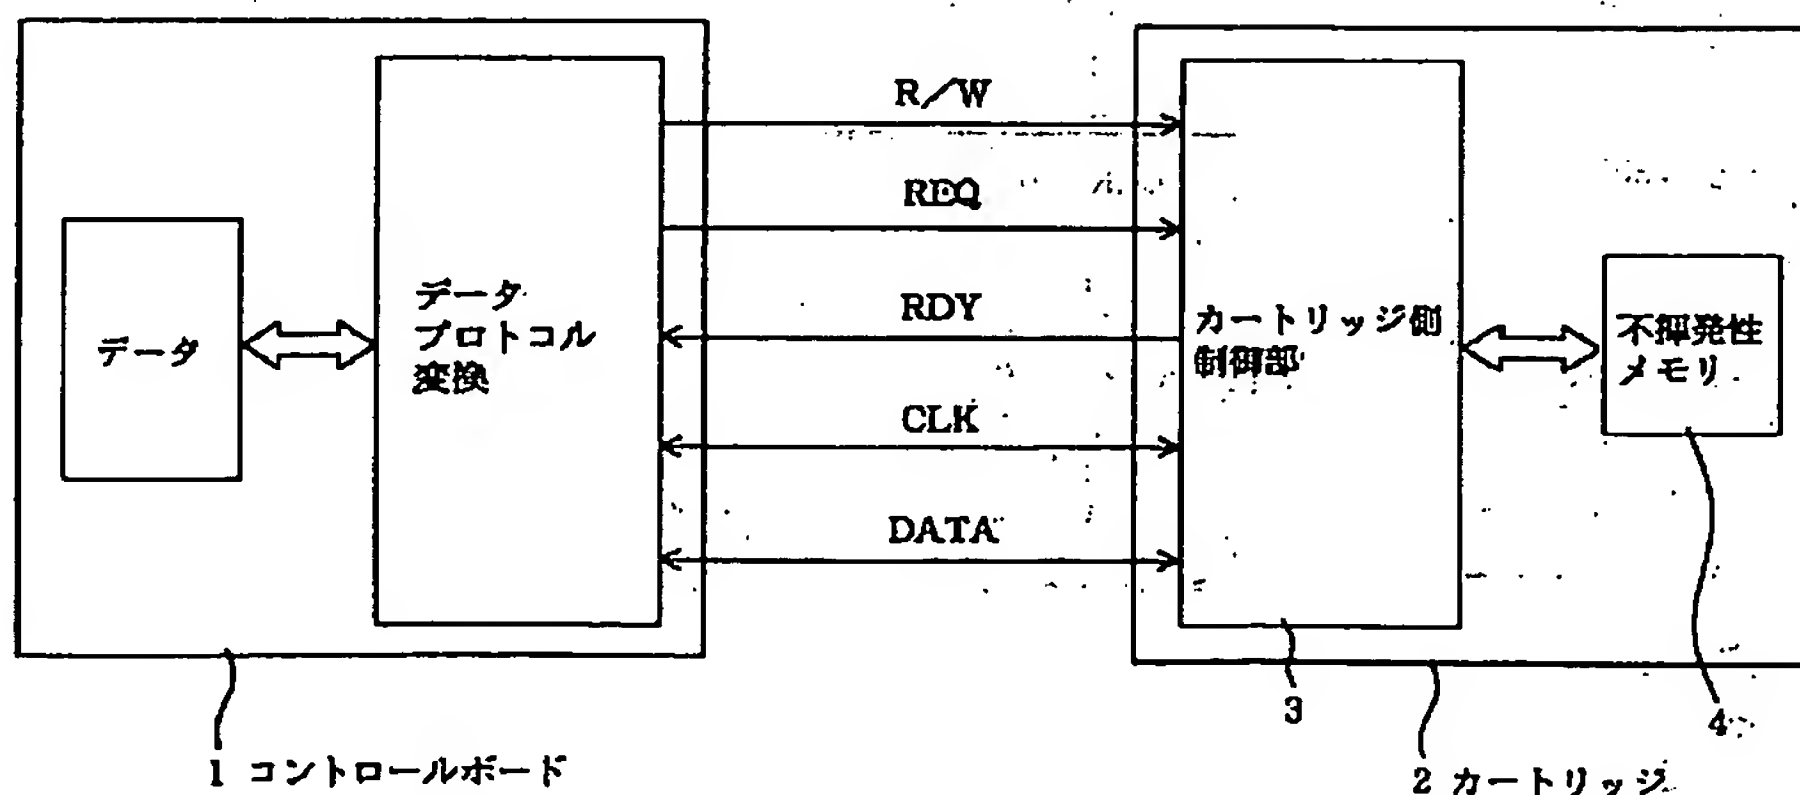 R/W
REQ
RDY
CLK
DATA
データ
データ
プロトコル
変換
カートリッジ側
制御部
不揮発性
メモリ
3
4
1 コントロールボード
2 カートリッジ